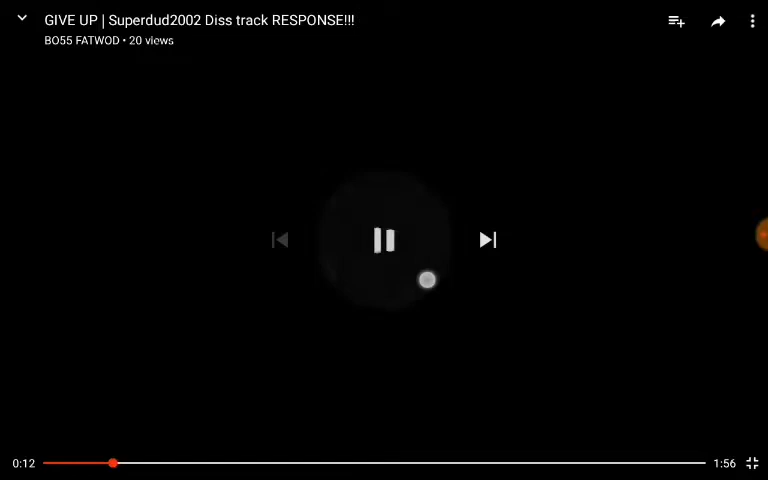 GIVE UP | Superdud2002 Diss track RESPONSE!!!
BO55 FATWOD • 20 views
0:12
1:56